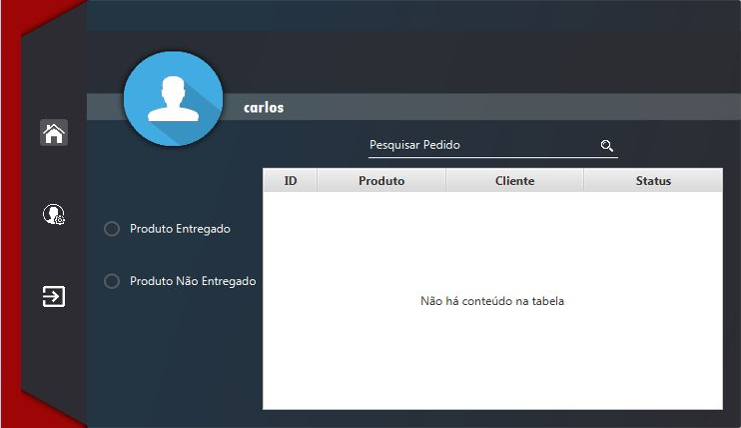 carlos
Pesquisar Pedido
ID Produto Cliente Status
Produto Entregado
Produto Não Entregado
Não há conteúdo na tabela